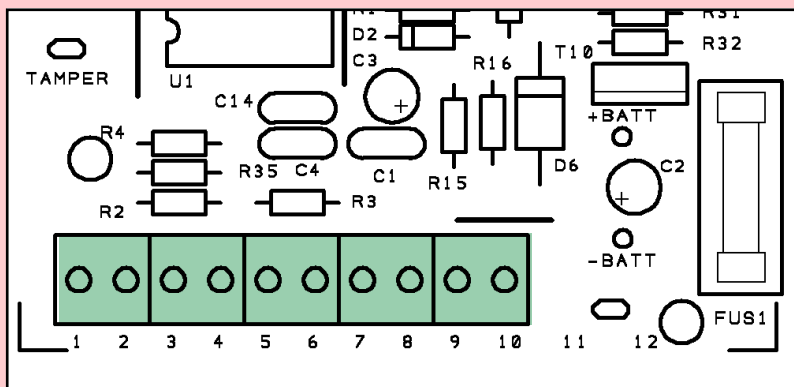 R31
D2
R32
T10
C3
R16
TAMPER
U1
C14
+BATT
R4
R35
C4
C1
R15
D6
C2
R2
R3
-BATT
FUS1
1 2 3 4 5 6 7 8 9 10 11 12